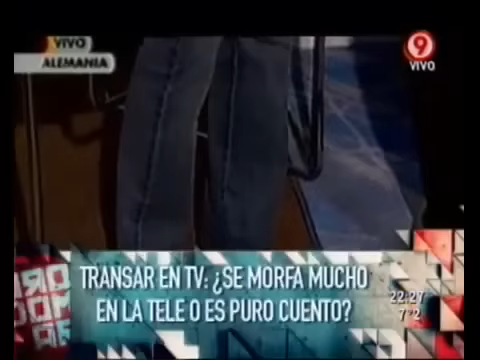 VIVO
ALEMANIA
9
VIVO
TRANSAR EN TV: ¿SE MORFA MUCHO
EN LA TELE O ES PURO CUENTO?
22:27
7°2